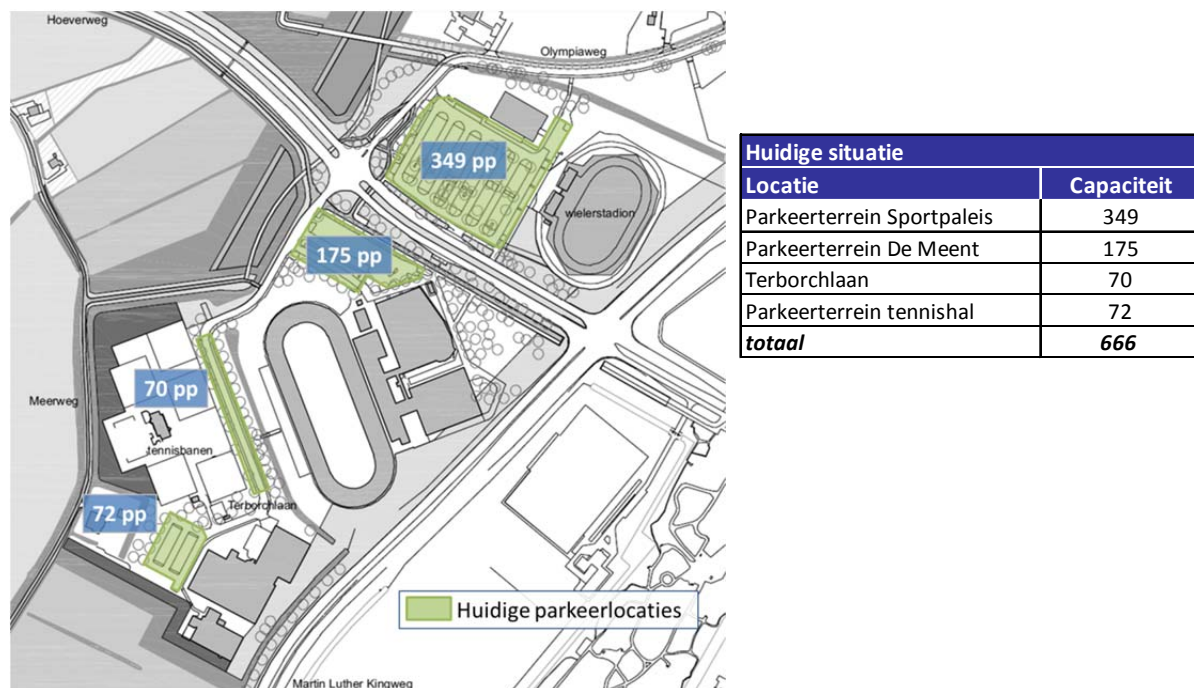 Hoeverweg
Olympiaweg
349 pp
wielerstadion
175 pp
70 pp
Meerweg
tennisbanen
72 pp
Terborchlaan
Huidige parkeerlocaties
Martin Luther Kingweg
Huidige situatie
Locatie Capaciteit
Parkeerterrein Sportpaleis 349
Parkeerterrein De Meent 175
Terborchlaan 70
Parkeerterrein tennishal 72
totaal 666